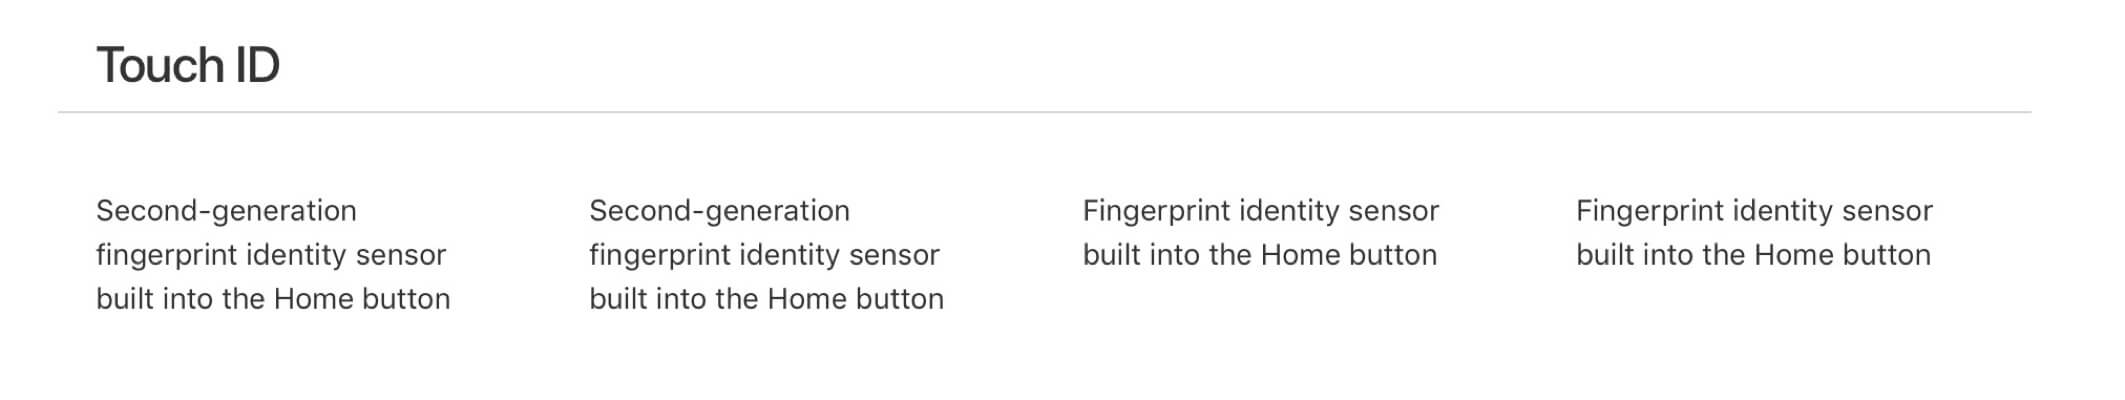 Touch ID
Second-generation
fingerprint identity sensor
built into the Home button
Second-generation
fingerprint identity sensor
built into the Home button
Fingerprint identity sensor
built into the Home button
Fingerprint identity sensor
built into the Home button